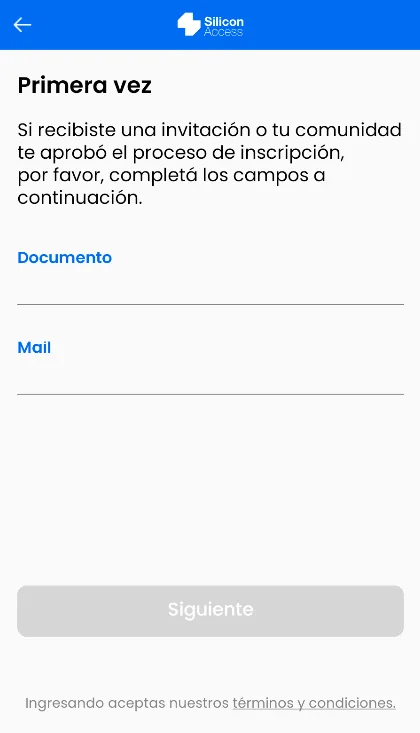 Silicon
Access
Primera vez
Si recibiste una invitación o tu comunidad
te aprobó el proceso de inscripción,
por favor, completá los campos a
continuación.
Documento
Mail
Siguiente
Ingresando aceptas nuestros términos y condiciones.